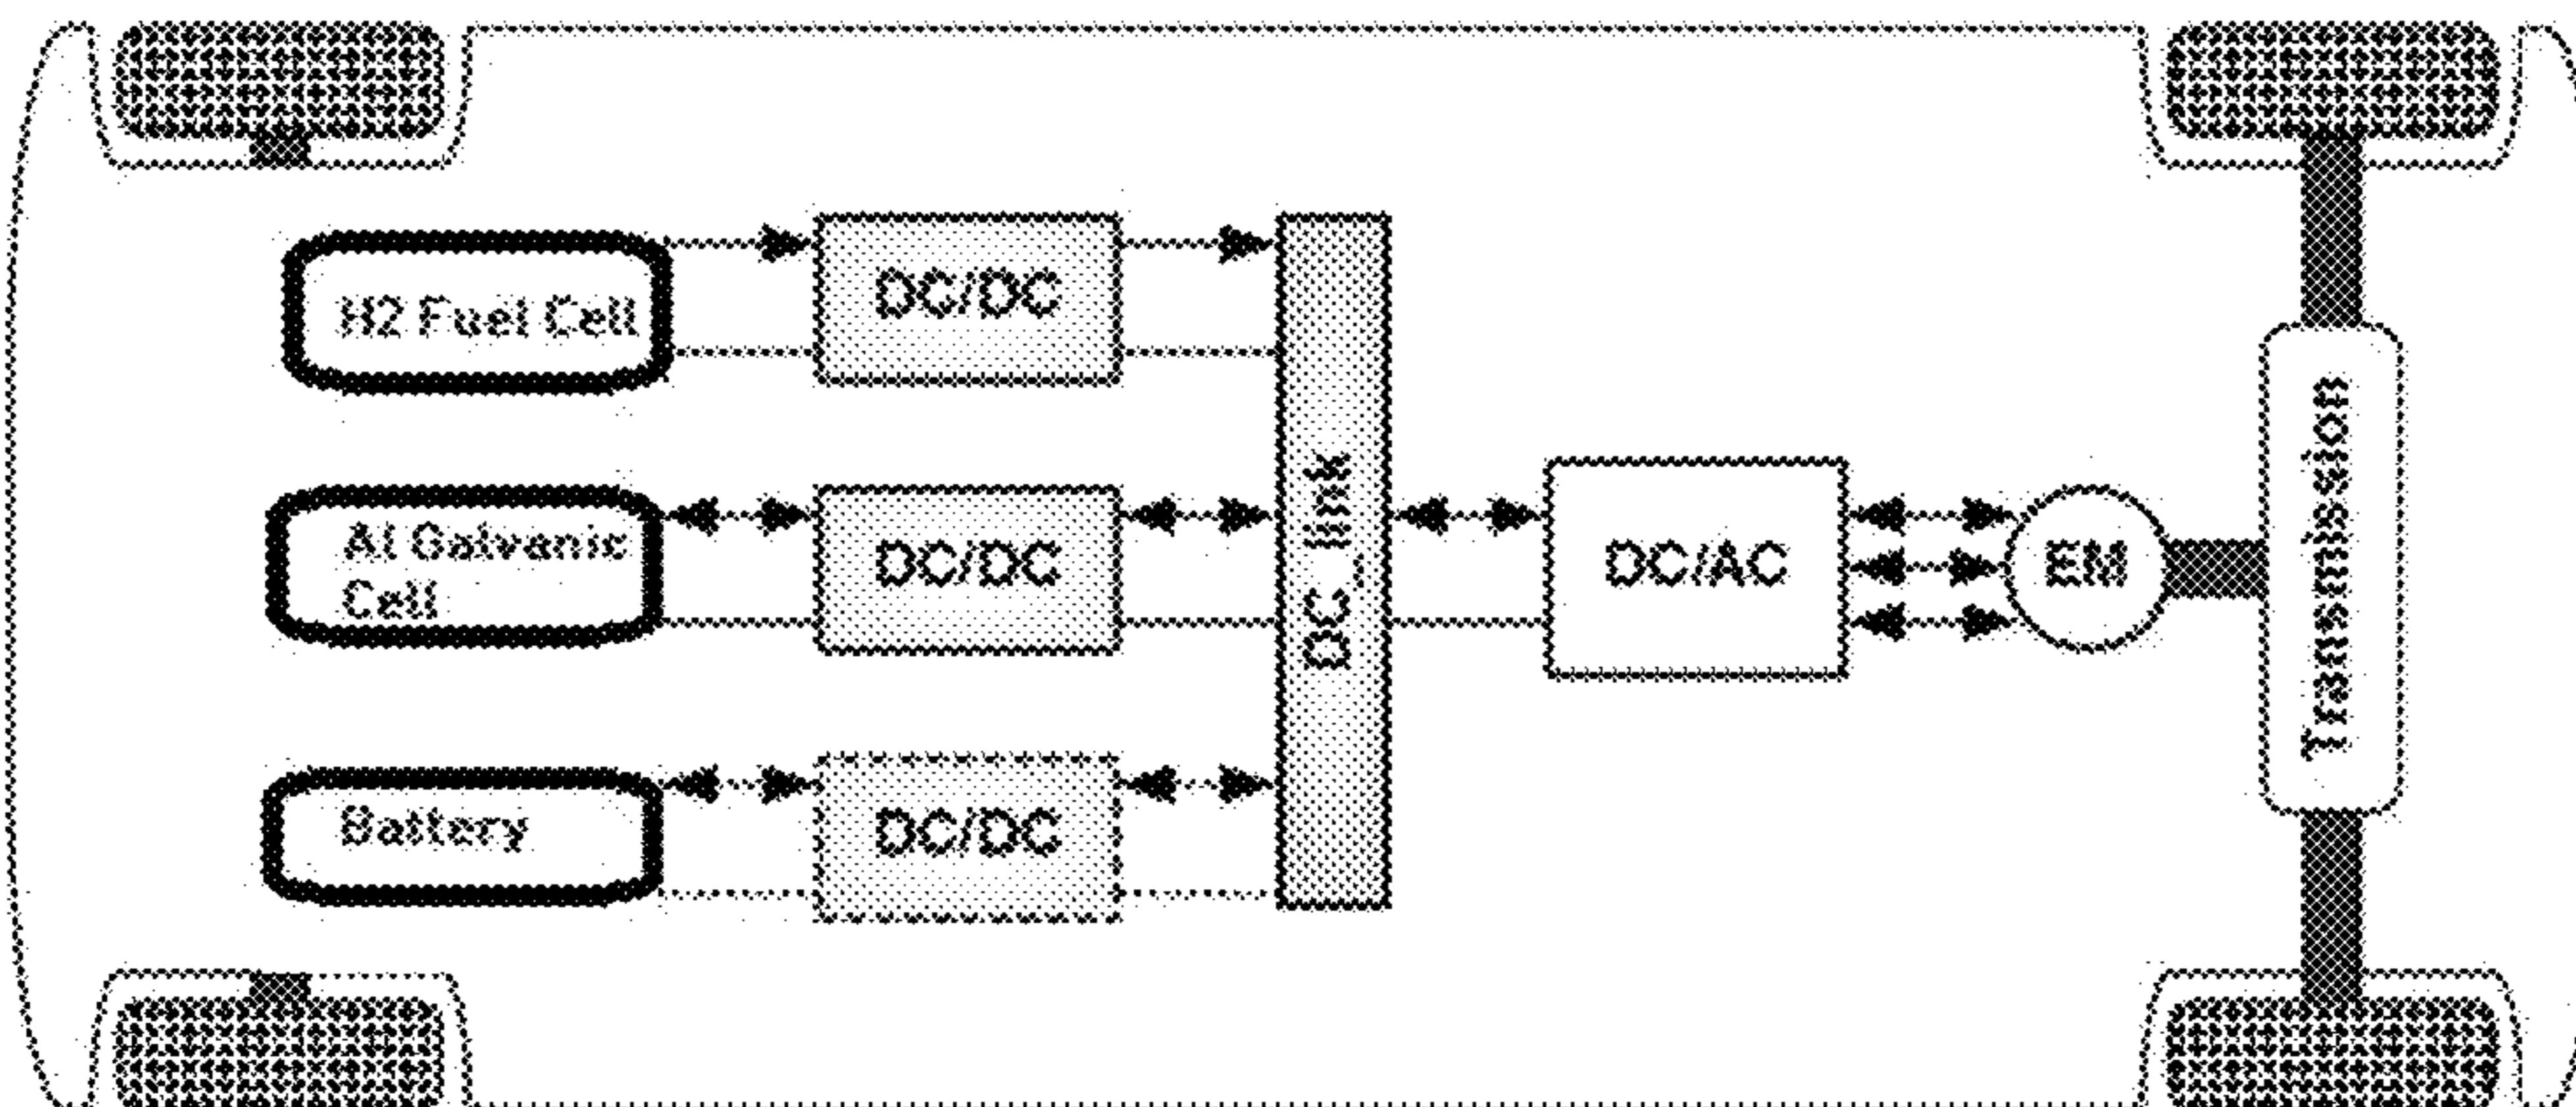 H2 Fuel Cell
DC/DC
Al Galvanic
Cell
DC/DC
Battery
DC/DC
DC_link
DC/AC
EM
Transmission